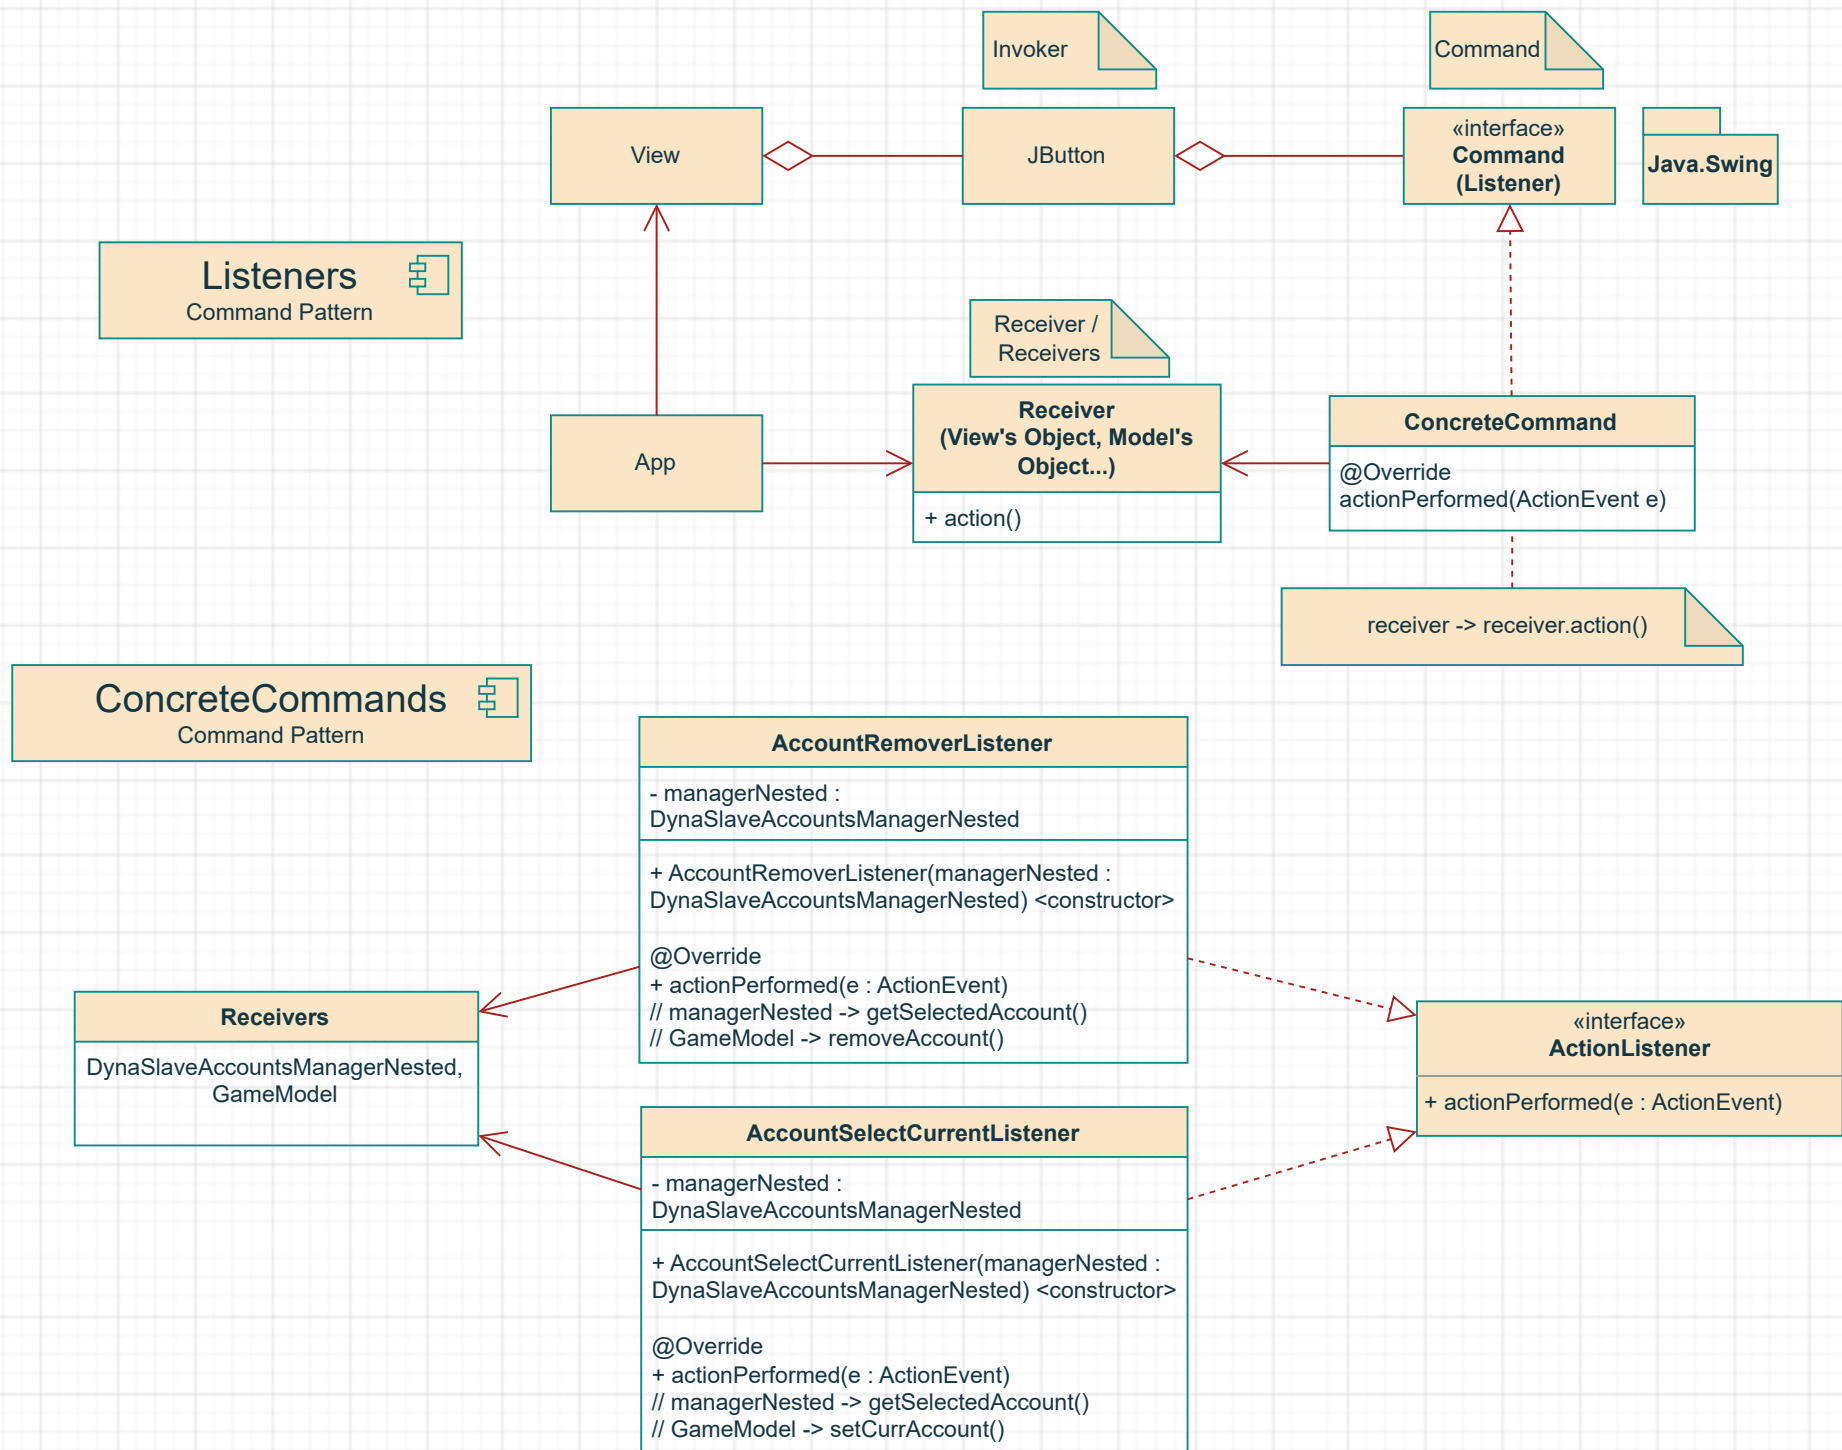 Invoker
Command
View
JButton
«interface»
Command
(Listener)
Java.Swing
Listeners
Command Pattern
Receiver /
Receivers
App
Receiver
(View's Object, Model's
Object...)
+ action()
ConcreteCommand
@Override
actionPerformed(ActionEvent e)
receiver -> receiver.action()
ConcreteCommands
Command Pattern
AccountRemoverListener
- managerNested :
DynaSlaveAccountsManagerNested
+ AccountRemoverListener(managerNested :
DynaSlaveAccountsManagerNested) <constructor>
@Override
+ actionPerformed(e : ActionEvent)
// managerNested -> getSelectedAccount()
// GameModel -> removeAccount()
Receivers
DynaSlaveAccountsManagerNested,
GameModel
«interface»
ActionListener
+ actionPerformed(e : ActionEvent)
AccountSelectCurrentListener
- managerNested :
DynaSlaveAccountsManagerNested
+ AccountSelectCurrentListener(managerNested :
DynaSlaveAccountsManagerNested) <constructor>
@Override
+ actionPerformed(e : ActionEvent)
// managerNested -> getSelectedAccount()
// GameModel -> setCurrAccount()